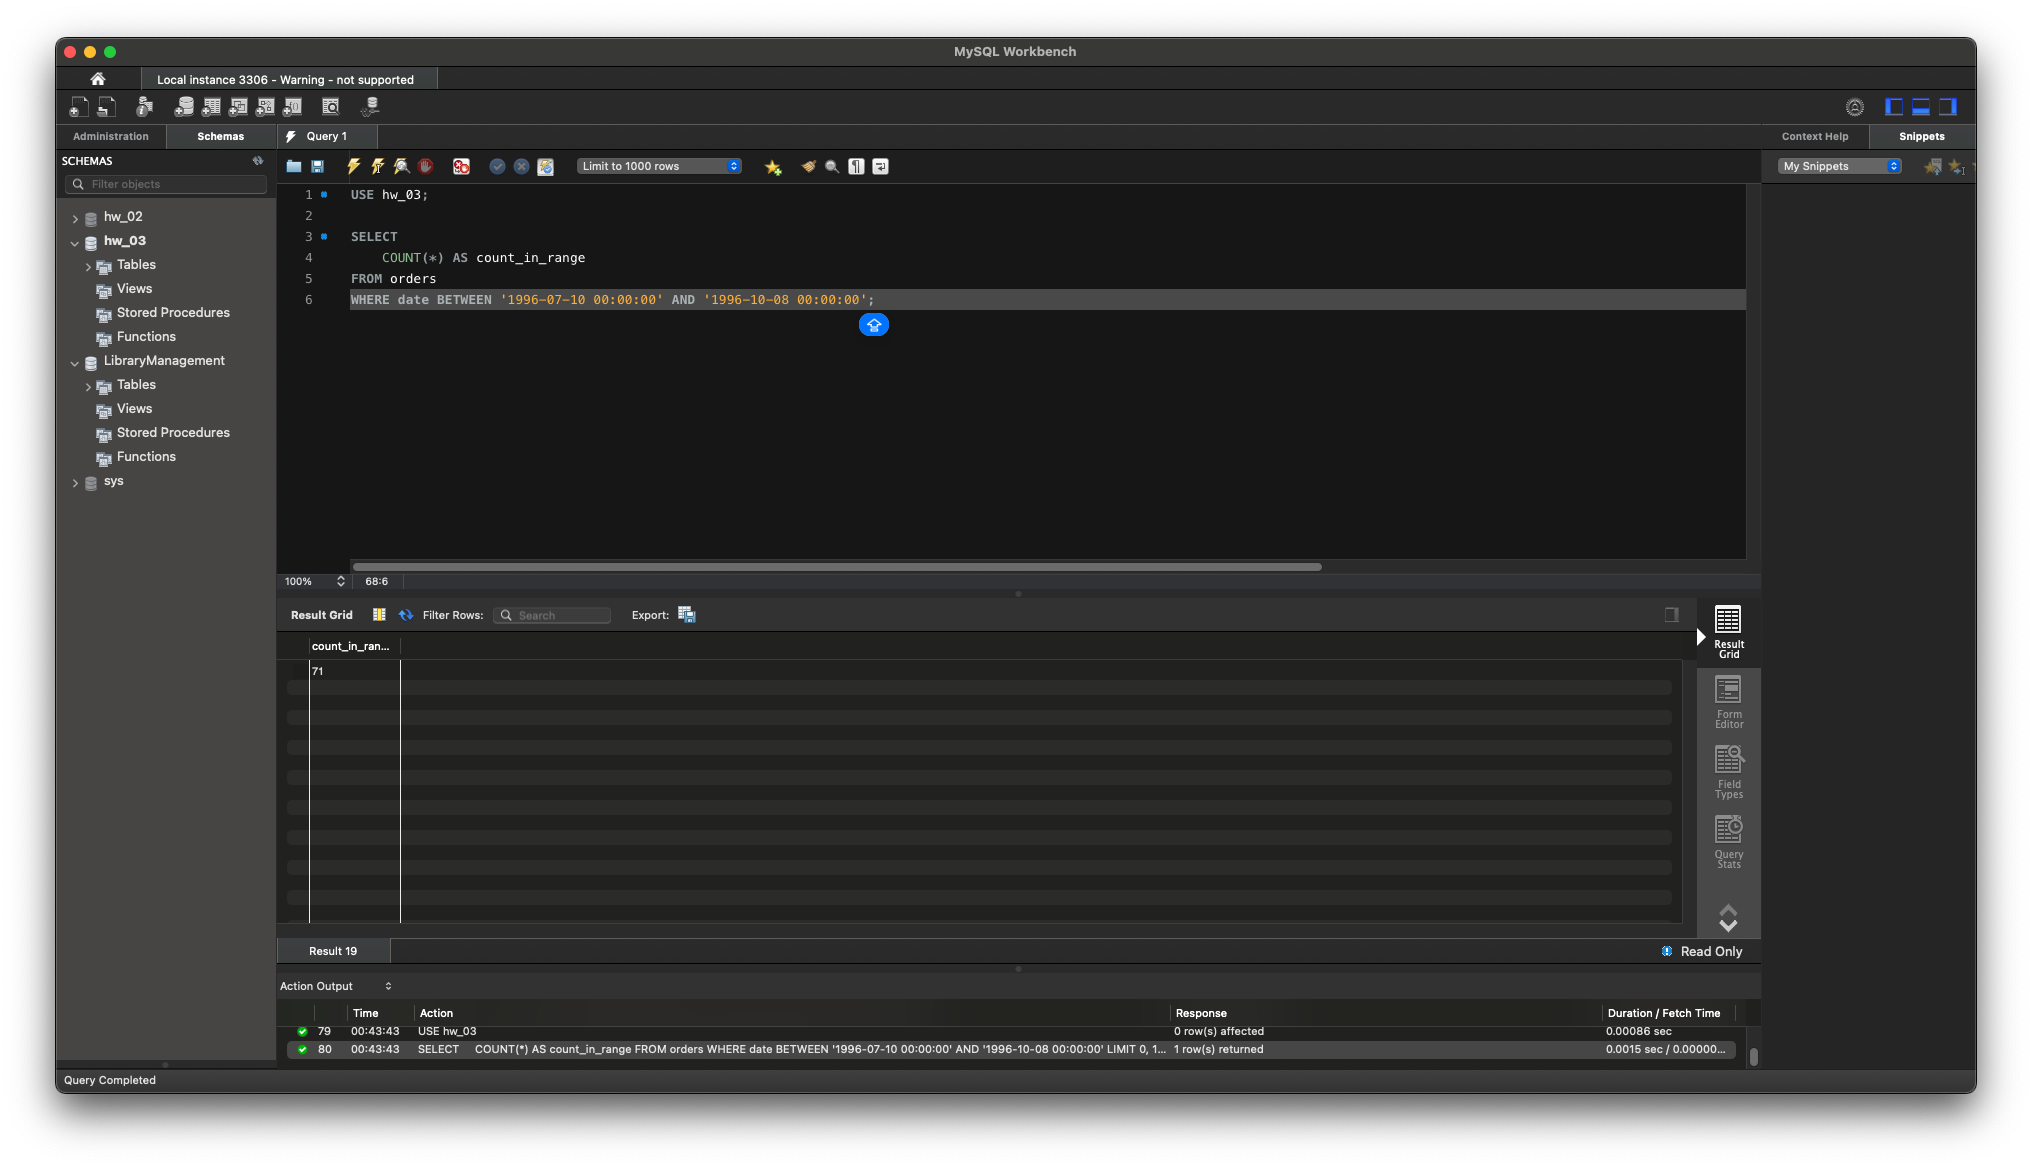 MySQL Workbench
Local instance 3306 - Warning - not supported
Administration Schemas Query 1 Context Help Snippets
SCHEMAS
Filter objects
Limit to 1000 rows
My Snippets
hw_02
hw_03
Tables
Views
Stored Procedures
Functions
LibraryManagement
Tables
Views
Stored Procedures
Functions
sys
1 USE hw_03;
2
3 SELECT
4 COUNT(*) AS count_in_range
5 FROM orders
6 WHERE date BETWEEN '1996-07-10 00:00:00' AND '1996-10-08 00:00:00';
100% 68:6
Result Grid Filter Rows: Search Export:
count_in_ran...
71
Result
Grid
Form
Editor
Field
Types
Query
Stats
Result 19 Read Only
Action Output
Time Action Response Duration / Fetch Time
79 00:43:43 USE hw_03 0 row(s) affected 0.00086 sec
80 00:43:43 SELECT COUNT(*) AS count_in_range FROM orders WHERE date BETWEEN '1996-07-10 00:00:00' AND '1996-10-08 00:00:00' LIMIT 0, 1... 1 row(s) returned 0.0015 sec / 0.00000...
Query Completed